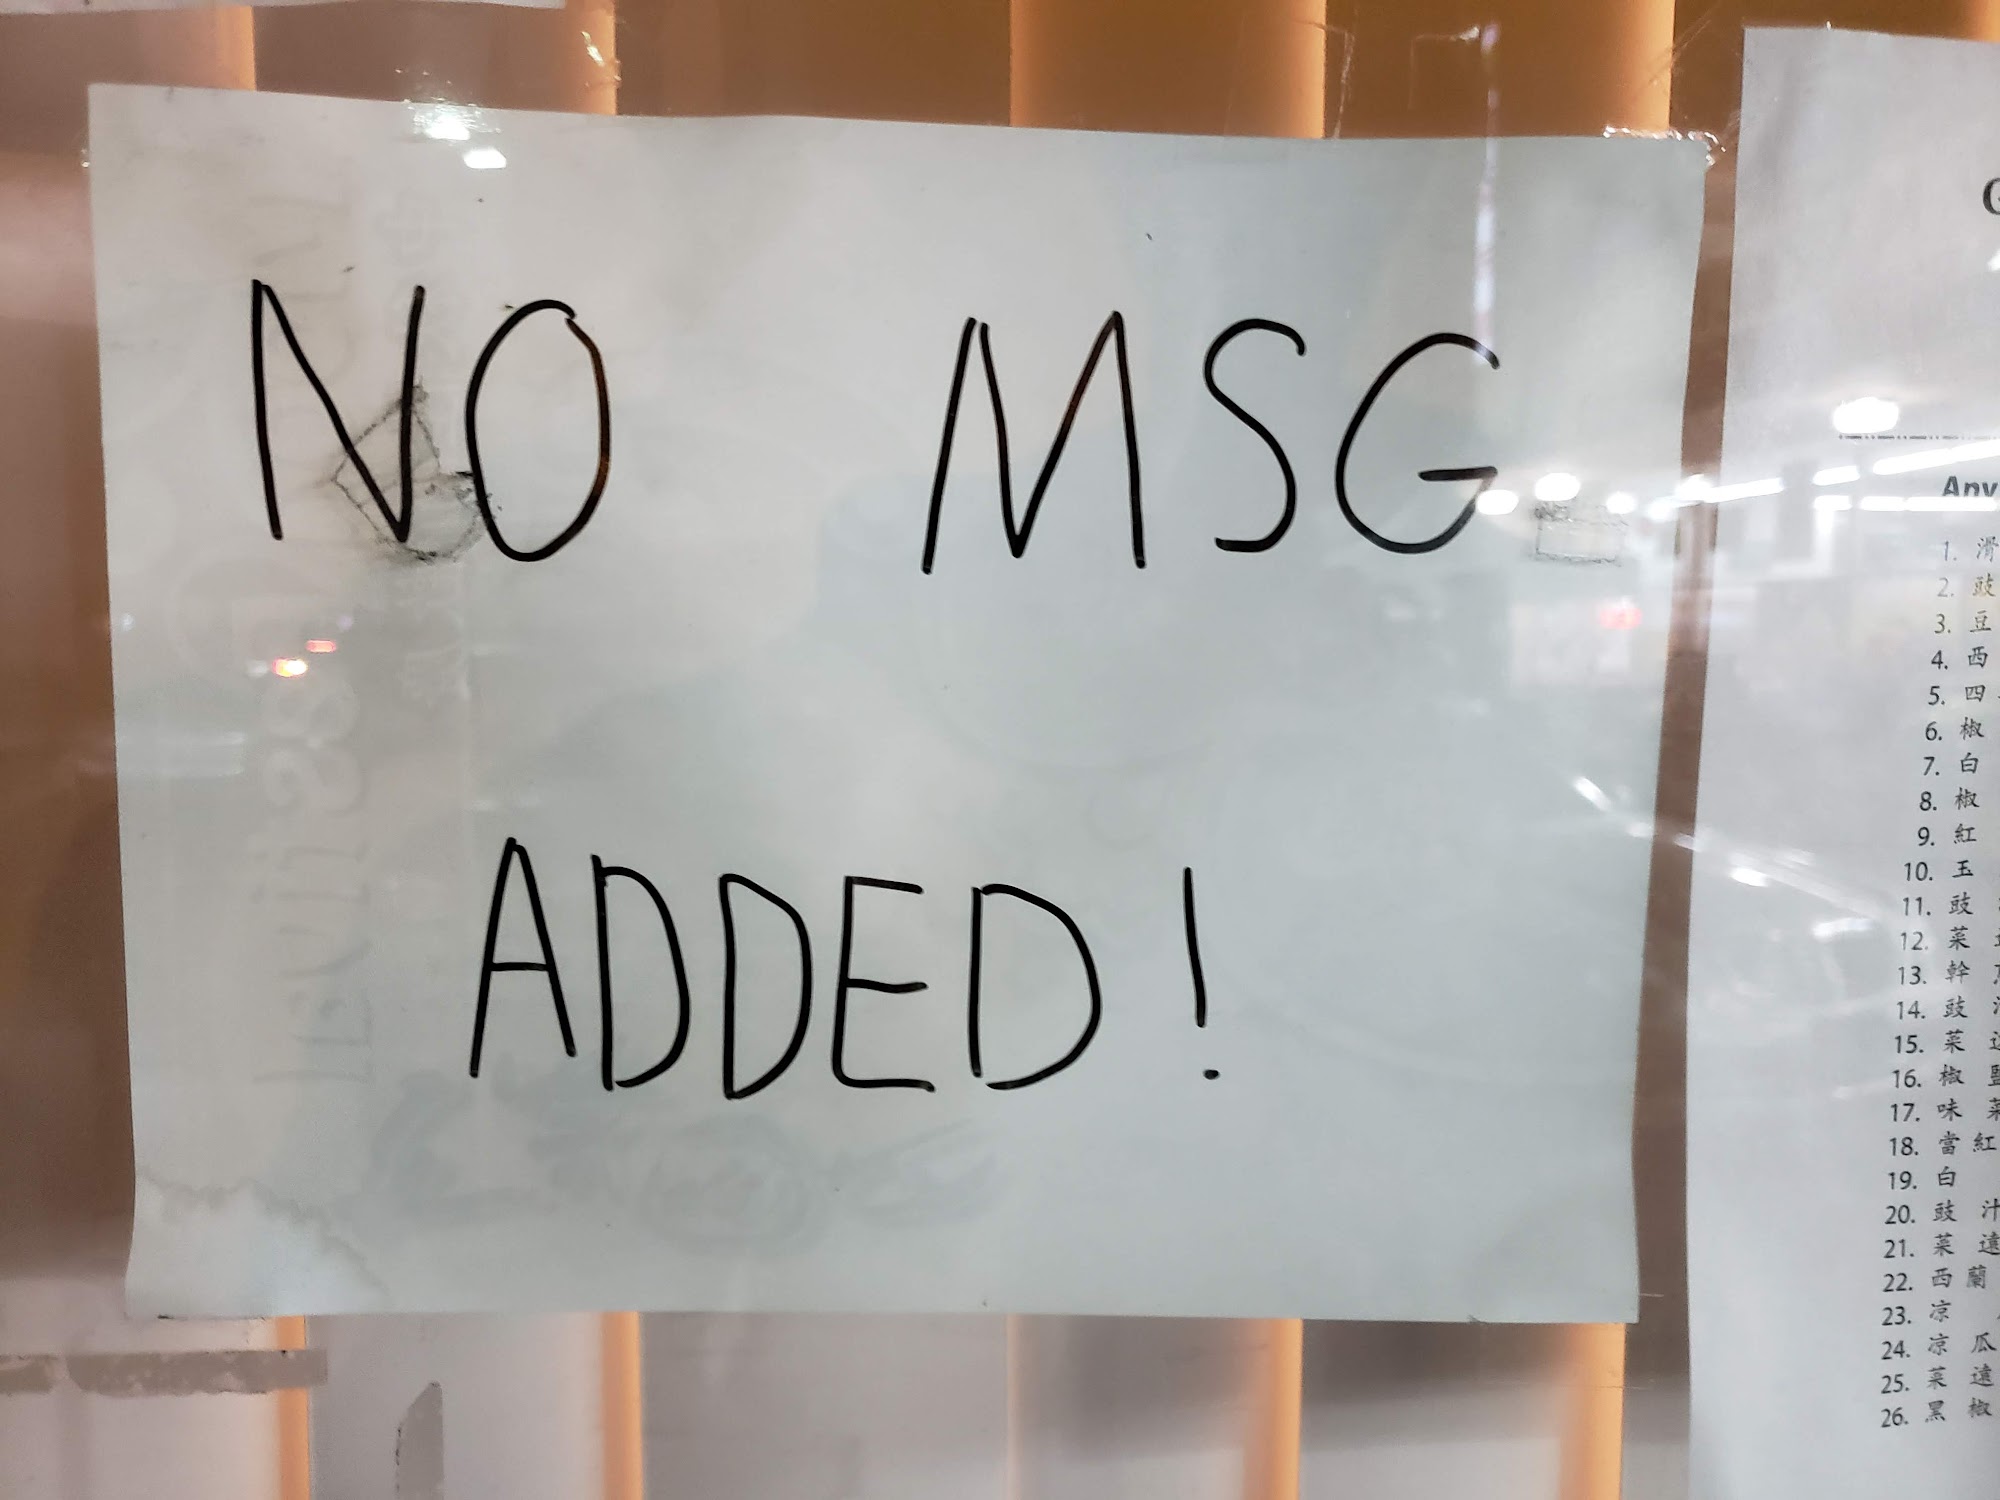 NO MSG
ADDED!
1. 滑
2. 豉
3. 豆
4. 西
5. 四
6. 椒
7. 白
8. 椒
9. 紅
10. 玉
11. 豉
12. 菜
13. 幹
14. 豉
15. 菜
16. 椒
17. 味
18. 當 紅
19. 白
20. 豉 汁
21. 菜 遠
22. 西 蘭
23. 凉
24. 凉 瓜
25. 菜 遠
26. 黑 椒